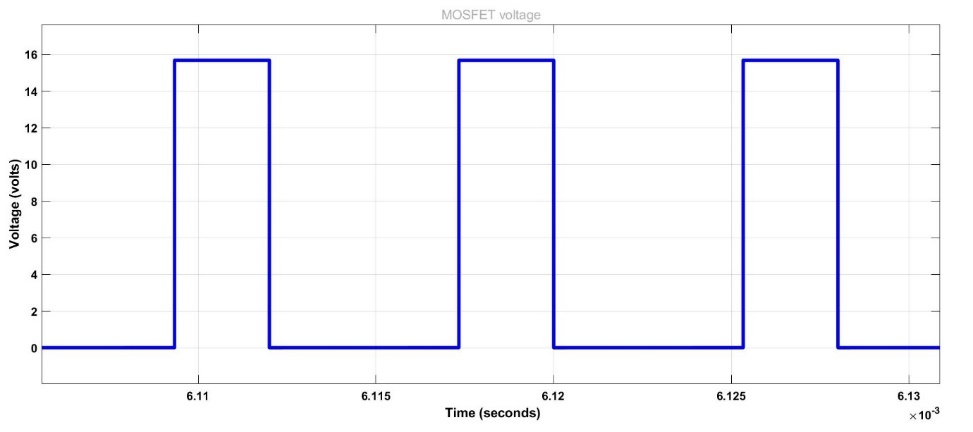 MOSFET voltage
16
14
12
10
8
6
4
2
0
Voltage (volts)
6.11 6.115 6.12 6.125 6.13
Time (seconds)
×10⁻³